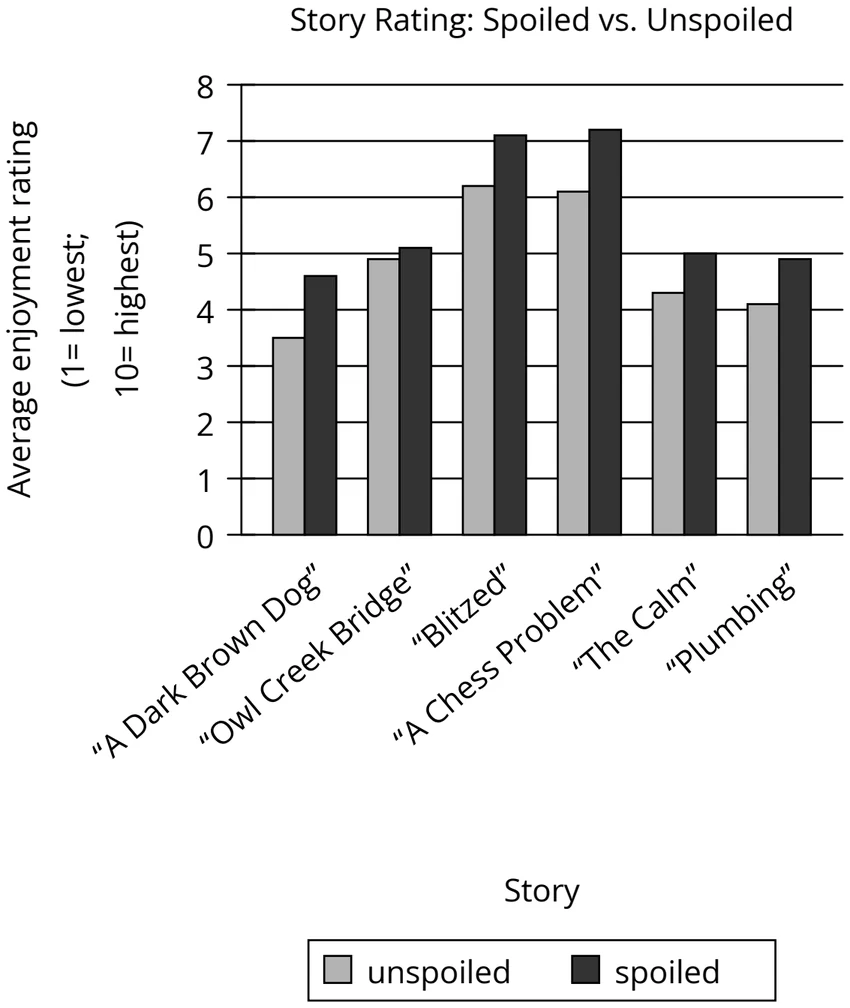 Story Rating: Spoiled vs. Unspoiled
Average enjoyment rating
(1= lowest;
10= highest)
8
7
6
5
4
3
2
1
0
“A Dark Brown Dog”
“Owl Creek Bridge”
“Blitzed”
“A Chess Problem”
“The Calm”
“Plumbing”
Story
unspoiled spoiled